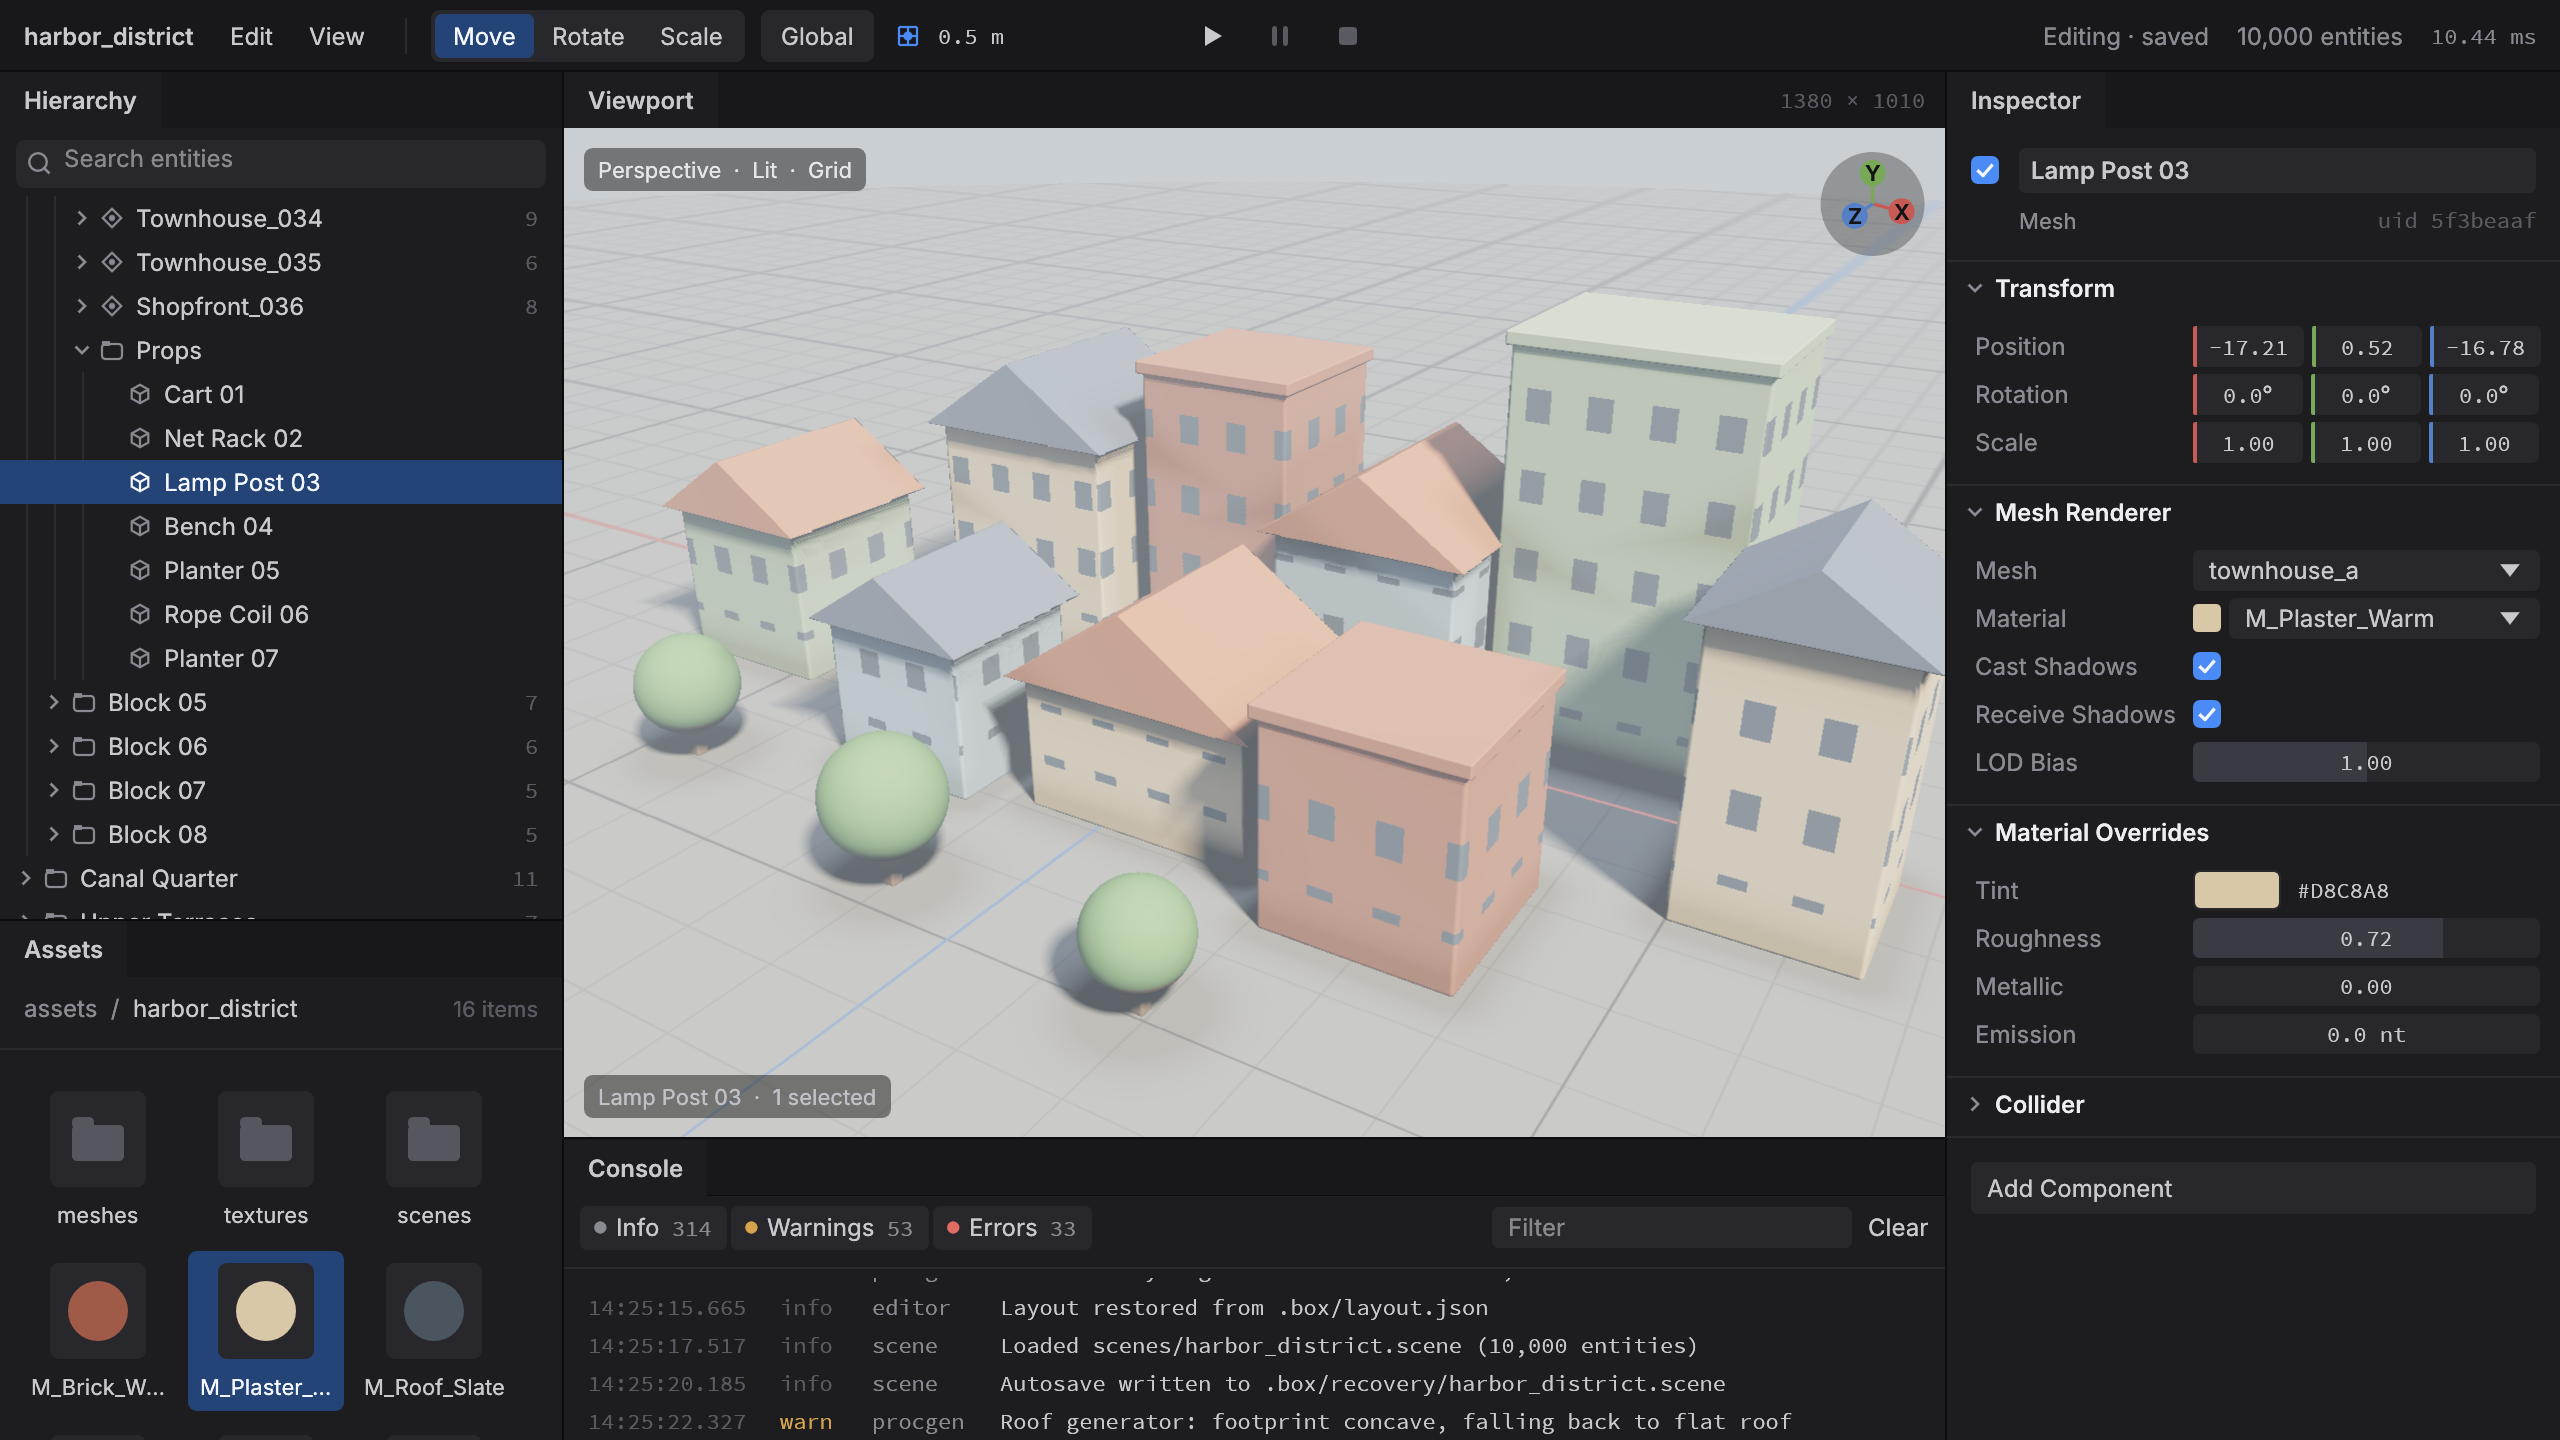 harbor_district Edit View Move Rotate Scale Global 0.5 m Editing · saved 10,000 entities 10.44 ms
Hierarchy
Search entities
Townhouse_034 9
Townhouse_035 6
Shopfront_036 8
Props
Cart 01
Net Rack 02
Lamp Post 03
Bench 04
Planter 05
Rope Coil 06
Planter 07
Block 05 7
Block 06 6
Block 07 5
Block 08 5
Canal Quarter 11
Assets
assets / harbor_district 16 items
meshes textures scenes
M_Brick_W... M_Plaster_... M_Roof_Slate
Viewport 1380 × 1010
Perspective · Lit · Grid
Y
Z X
Lamp Post 03 · 1 selected
Console
Info 314 Warnings 53 Errors 33 Filter Clear
14:25:15.665 info editor Layout restored from .box/layout.json
14:25:17.517 info scene Loaded scenes/harbor_district.scene (10,000 entities)
14:25:20.185 info scene Autosave written to .box/recovery/harbor_district.scene
14:25:22.327 warn procgen Roof generator: footprint concave, falling back to flat roof
Inspector
Lamp Post 03
Mesh uid 5f3beaaf
Transform
Position −17.21 0.52 −16.78
Rotation 0.0° 0.0° 0.0°
Scale 1.00 1.00 1.00
Mesh Renderer
Mesh townhouse_a
Material M_Plaster_Warm
Cast Shadows
Receive Shadows
LOD Bias 1.00
Material Overrides
Tint #D8C8A8
Roughness 0.72
Metallic 0.00
Emission 0.0 nt
Collider
Add Component